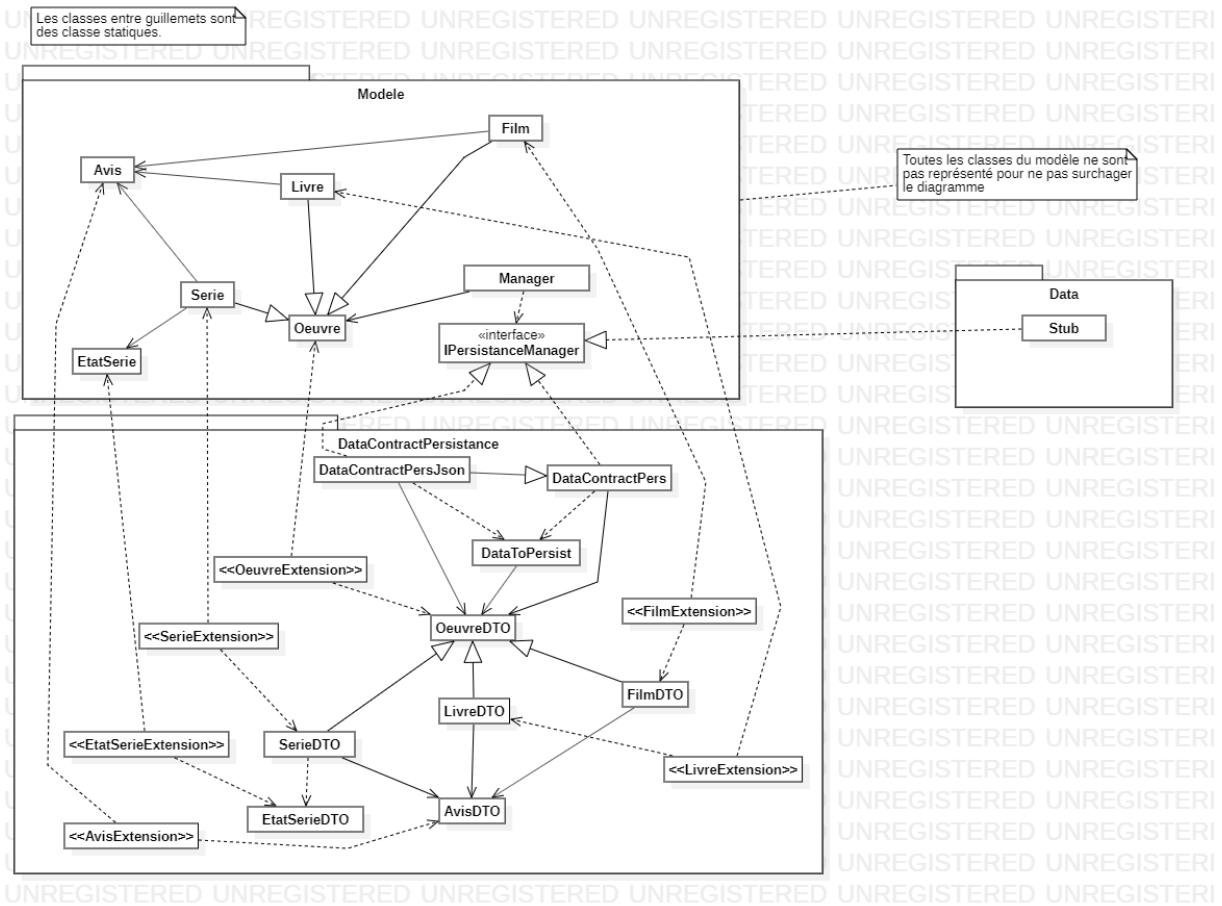 Les classes entre guillemets sont
des classe statiques.
Modele
Film
Avis
Livre
Toutes les classes du modèle ne sont
pas représenté pour ne pas surchager
le diagramme
Manager
Serie
Data
Oeuvre
Stub
«interface»
IPersistanceManager
EtatSerie
DataContractPersistance
DataContractPersJson
DataContractPers
DataToPersist
<<OeuvreExtension>>
<<FilmExtension>>
OeuvreDTO
<<SerieExtension>>
FilmDTO
LivreDTO
<<EtatSerieExtension>>
SerieDTO
<<LivreExtension>>
AvisDTO
EtatSerieDTO
<<AvisExtension>>
UNREGISTERED